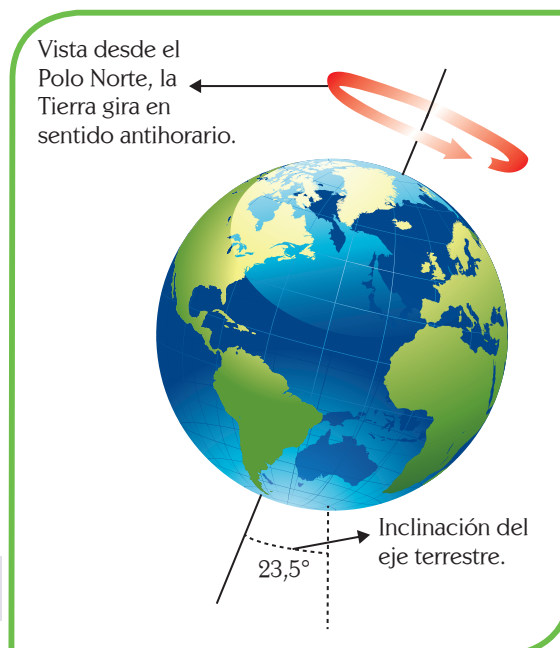 Vista desde el
Polo Norte, la
Tierra gira en
sentido antihorario.
Inclinación del
eje terrestre.
23,5°